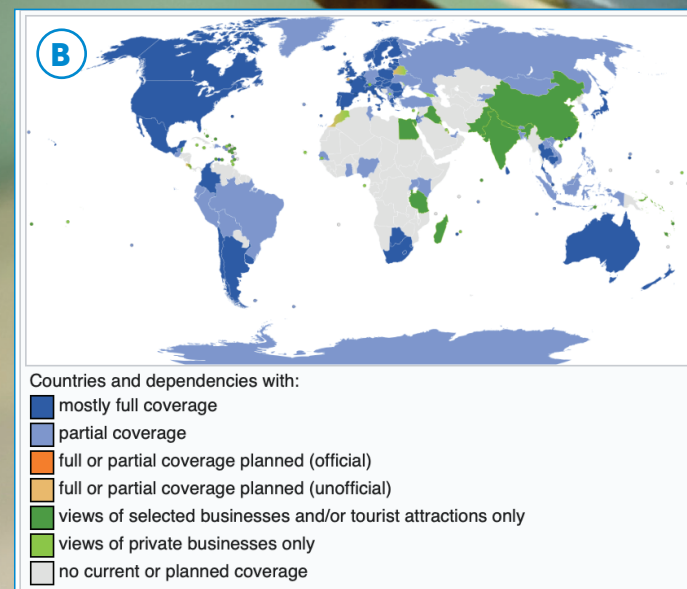 B
Countries and dependencies with:
mostly full coverage
partial coverage
full or partial coverage planned (official)
full or partial coverage planned (unofficial)
views of selected businesses and/or tourist attractions only
views of private businesses only
no current or planned coverage